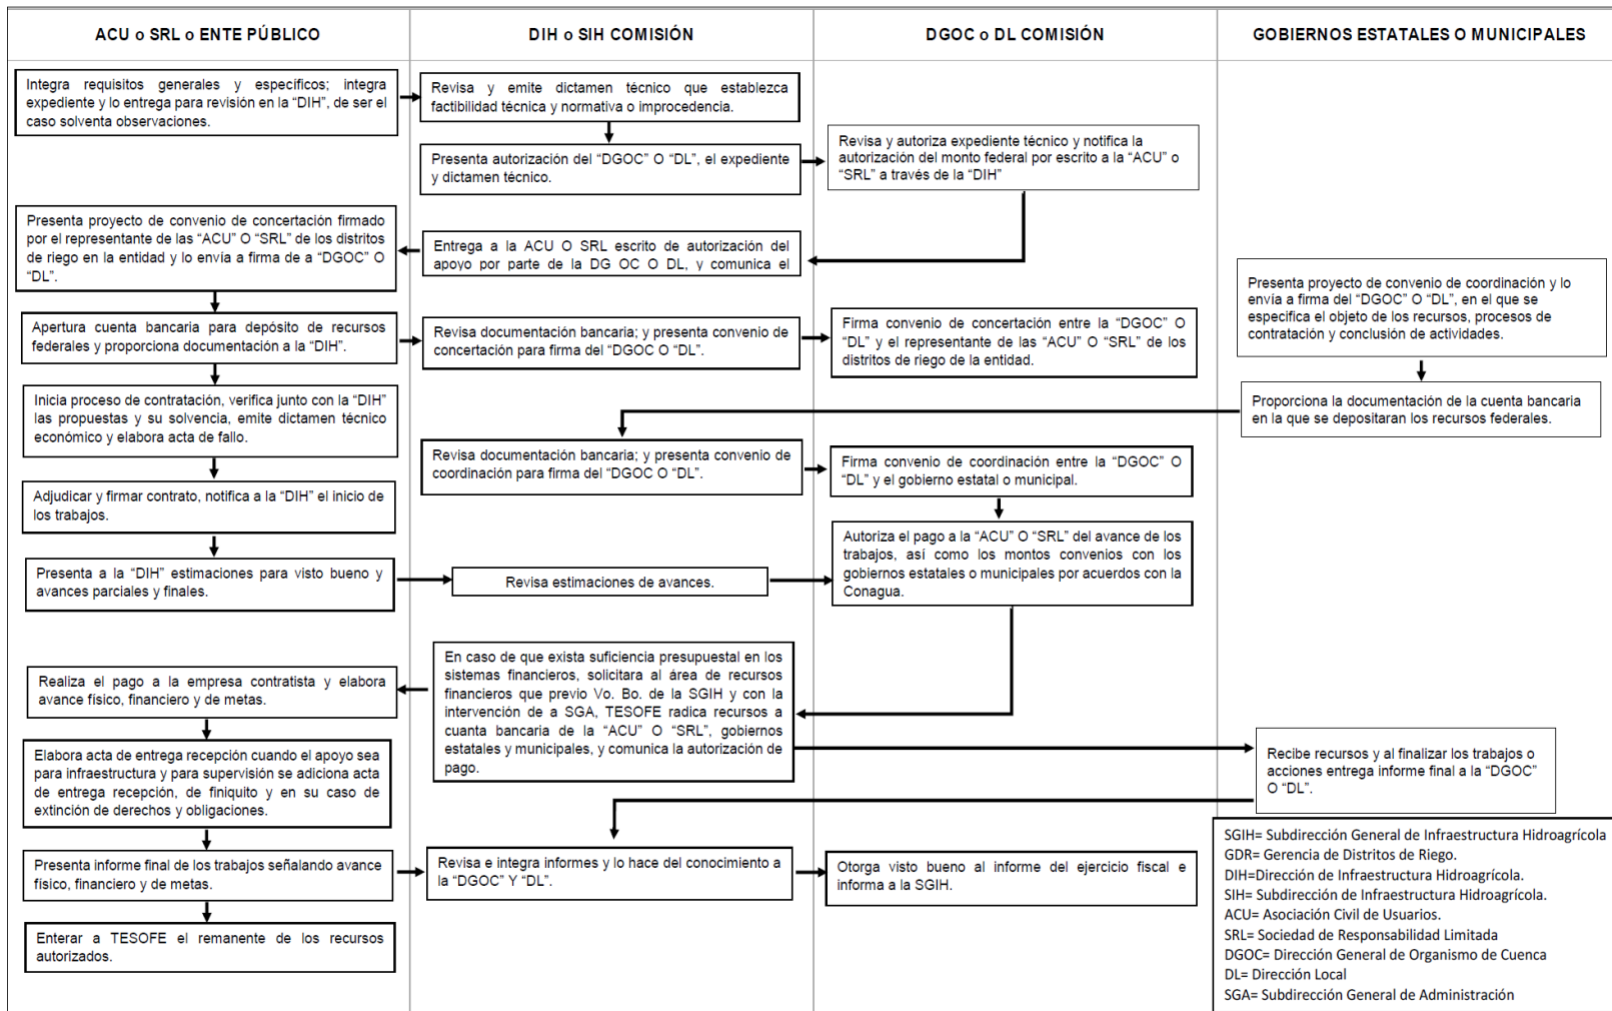 ACU o SRL o ENTE PÚBLICO
DIH o SIH COMISIÓN
DGOC o DL COMISIÓN
GOBIERNOS ESTATALES O MUNICIPALES
Integra requisitos generales y específicos; integra
expediente y lo entrega para revisión en la “DIH”, de ser el
caso solventa observaciones.
Revisa y emite dictamen técnico que establezca
factibilidad técnica y normativa o improcedencia.
Presenta autorización del “DGOC” O “DL”, el expediente
y dictamen técnico.
Revisa y autoriza expediente técnico y notifica la
autorización del monto federal por escrito a la “ACU” o
“SRL” a través de la “DIH”
Presenta proyecto de convenio de concertación firmado
por el representante de las “ACU” O “SRL” de los distritos
de riego en la entidad y lo envía a firma de a “DGOC” O
“DL”.
Entrega a la ACU O SRL escrito de autorización del
apoyo por parte de la DG OC O DL, y comunica el
Presenta proyecto de convenio de coordinación y lo
envía a firma del “DGOC” O “DL”, en el que se
especifica el objeto de los recursos, procesos de
contratación y conclusión de actividades.
Apertura cuenta bancaria para depósito de recursos
federales y proporciona documentación a la “DIH”.
Revisa documentación bancaria; y presenta convenio de
concertación para firma del “DGOC O “DL”.
Firma convenio de concertación entre la “DGOC” O
“DL” y el representante de las “ACU” O “SRL” de los
distritos de riego de la entidad.
Inicia proceso de contratación, verifica junto con la “DIH”
las propuestas y su solvencia, emite dictamen técnico
económico y elabora acta de fallo.
Proporciona la documentación de la cuenta bancaria
en la que se depositaran los recursos federales.
Revisa documentación bancaria; y presenta convenio de
coordinación para firma del “DGOC O “DL”.
Firma convenio de coordinación entre la “DGOC” O
“DL” y el gobierno estatal o municipal.
Adjudicar y firmar contrato, notifica a la “DIH” el inicio de
los trabajos.
Autoriza el pago a la “ACU” O “SRL” del avance de los
trabajos, así como los montos convenios con los
gobiernos estatales o municipales por acuerdos con la
Conagua.
Presenta a la “DIH” estimaciones para visto bueno y
avances parciales y finales.
Revisa estimaciones de avances.
En caso de que exista suficiencia presupuestal en los
sistemas financieros, solicitara al área de recursos
financieros que previo Vo. Bo. de la SGIH y con la
intervención de a SGA, TESOFE radica recursos a
cuanta bancaria de la “ACU” O “SRL”, gobiernos
estatales y municipales, y comunica la autorización de
pago.
Realiza el pago a la empresa contratista y elabora
avance físico, financiero y de metas.
Elabora acta de entrega recepción cuando el apoyo sea
para infraestructura y para supervisión se adiciona acta
de entrega recepción, de finiquito y en su caso de
extinción de derechos y obligaciones.
Recibe recursos y al finalizar los trabajos o
acciones entrega informe final a la “DGOC”
O “DL”.
Presenta informe final de los trabajos señalando avance
físico, financiero y de metas.
Revisa e integra informes y lo hace del conocimiento a
la “DGOC” Y “DL”.
Otorga visto bueno al informe del ejercicio fiscal e
informa a la SGIH.
Enterar a TESOFE el remanente de los recursos
autorizados.
SGIH= Subdirección General de Infraestructura Hidroagrícola
GDR= Gerencia de Distritos de Riego.
DIH=Dirección de Infraestructura Hidroagrícola.
SIH= Subdirección de Infraestructura Hidroagrícola.
ACU= Asociación Civil de Usuarios.
SRL= Sociedad de Responsabilidad Limitada
DGOC= Dirección General de Organismo de Cuenca
DL= Dirección Local
SGA= Subdirección General de Administración